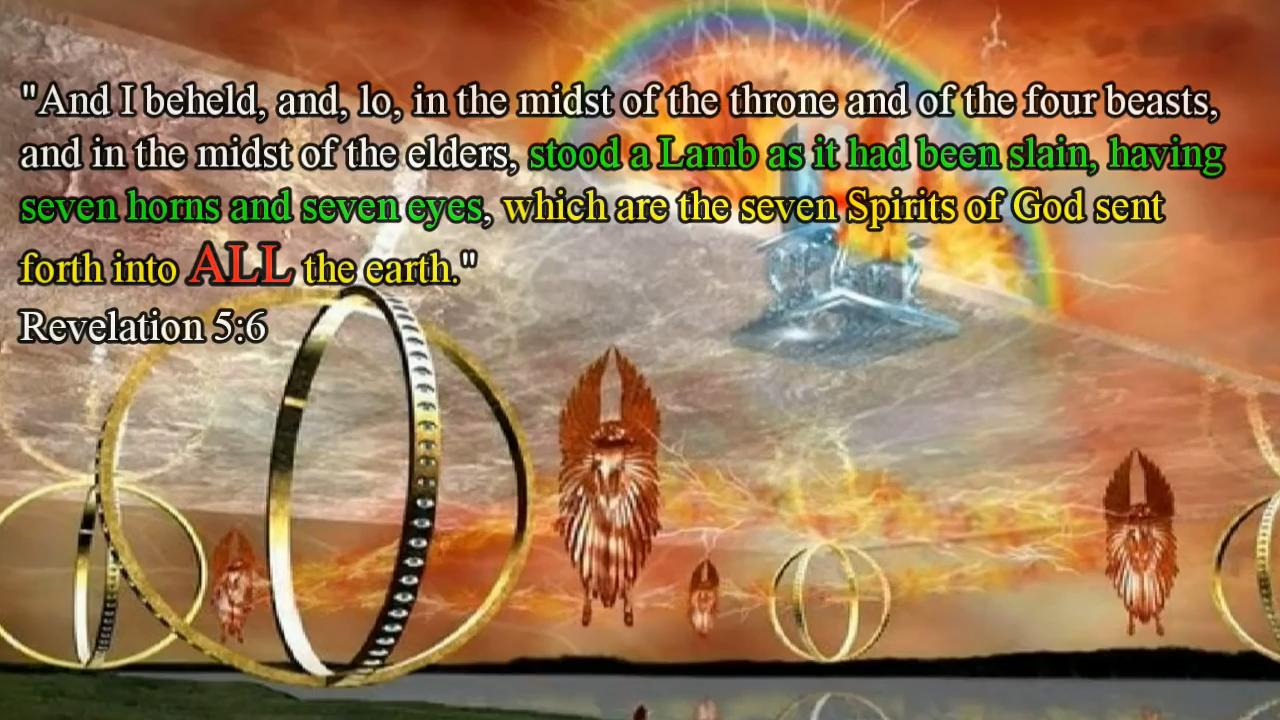 "And I beheld, and, lo, in the midst of the throne and of the four beasts,
and in the midst of the elders, stood a Lamb as it had been slain, having
seven horns and seven eyes, which are the seven Spirits of God sent
forth into ALL the earth."
Revelation 5:6